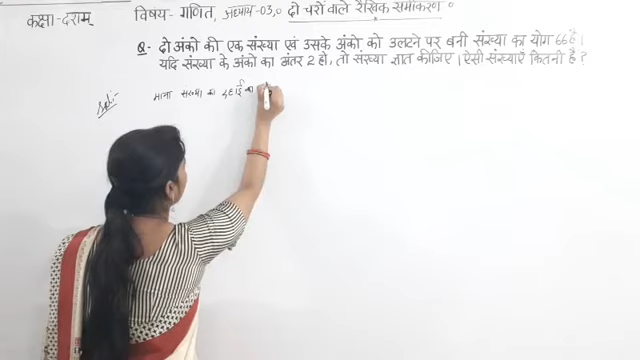 कक्षा-दशम् विषय- गणित, अध्याय-03, दो चरों वाले रैखिक समीकरण
Q- दो अंको की एक संख्या एवं उसके अंको को उलटने पर बनी संख्या का योग 66 है।
यदि संख्या के अंको का अंतर 2 हो, तो संख्या ज्ञात कीजिए। ऐसी संख्याएँ कितनी है ?
Sol:- माना संख्या का दहाई का